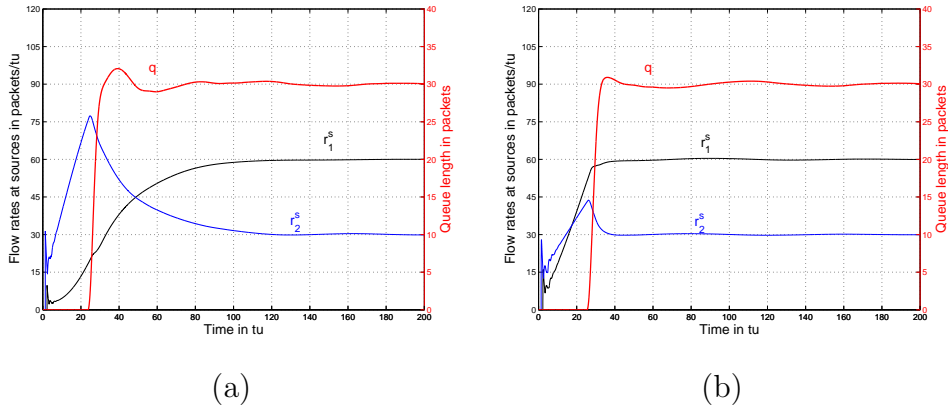 120
105
90
75
60
45
30
15
0
Flow rates at sources in packets/tu
0 20 40 60 80 100 120 140 160 180 200
Time in tu
40
35
30
25
20
15
10
5
0
Queue length in packets
q
r₁ˢ
r₂ˢ
(a)
120
105
90
75
60
45
30
15
0
Flow rates at sources in packets/tu
0 20 40 60 80 100 120 140 160 180 200
Time in tu
40
35
30
25
20
15
10
5
0
Queue length in packets
q
r₁ˢ
r₂ˢ
(b)